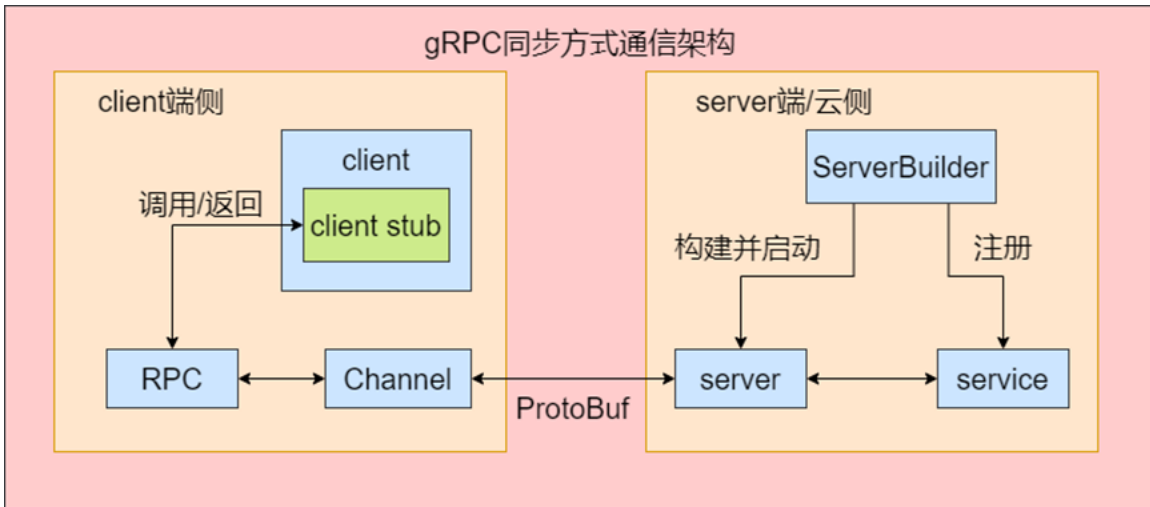 gRPC同步方式通信架构
client端侧
client
client stub
调用/返回
RPC
Channel
ProtoBuf
server端/云侧
ServerBuilder
构建并启动
注册
server
service